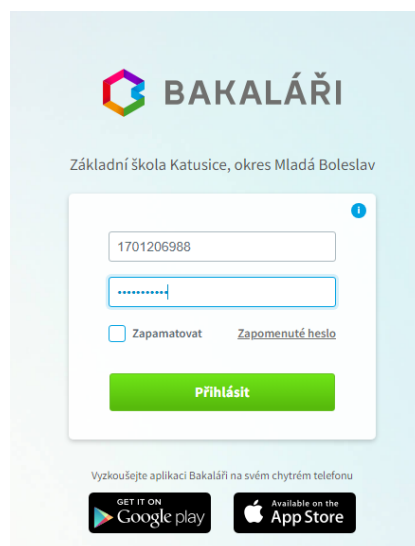 BAKALÁŘI
Základní škola Katusice, okres Mladá Boleslav
i
1701206988
•••••••••••
Zapamatovat Zapomenuté heslo
Přihlásit
Vyzkoušejte aplikaci Bakaláři na svém chytrém telefonu
GET IT ON
Google play
Available on the
App Store